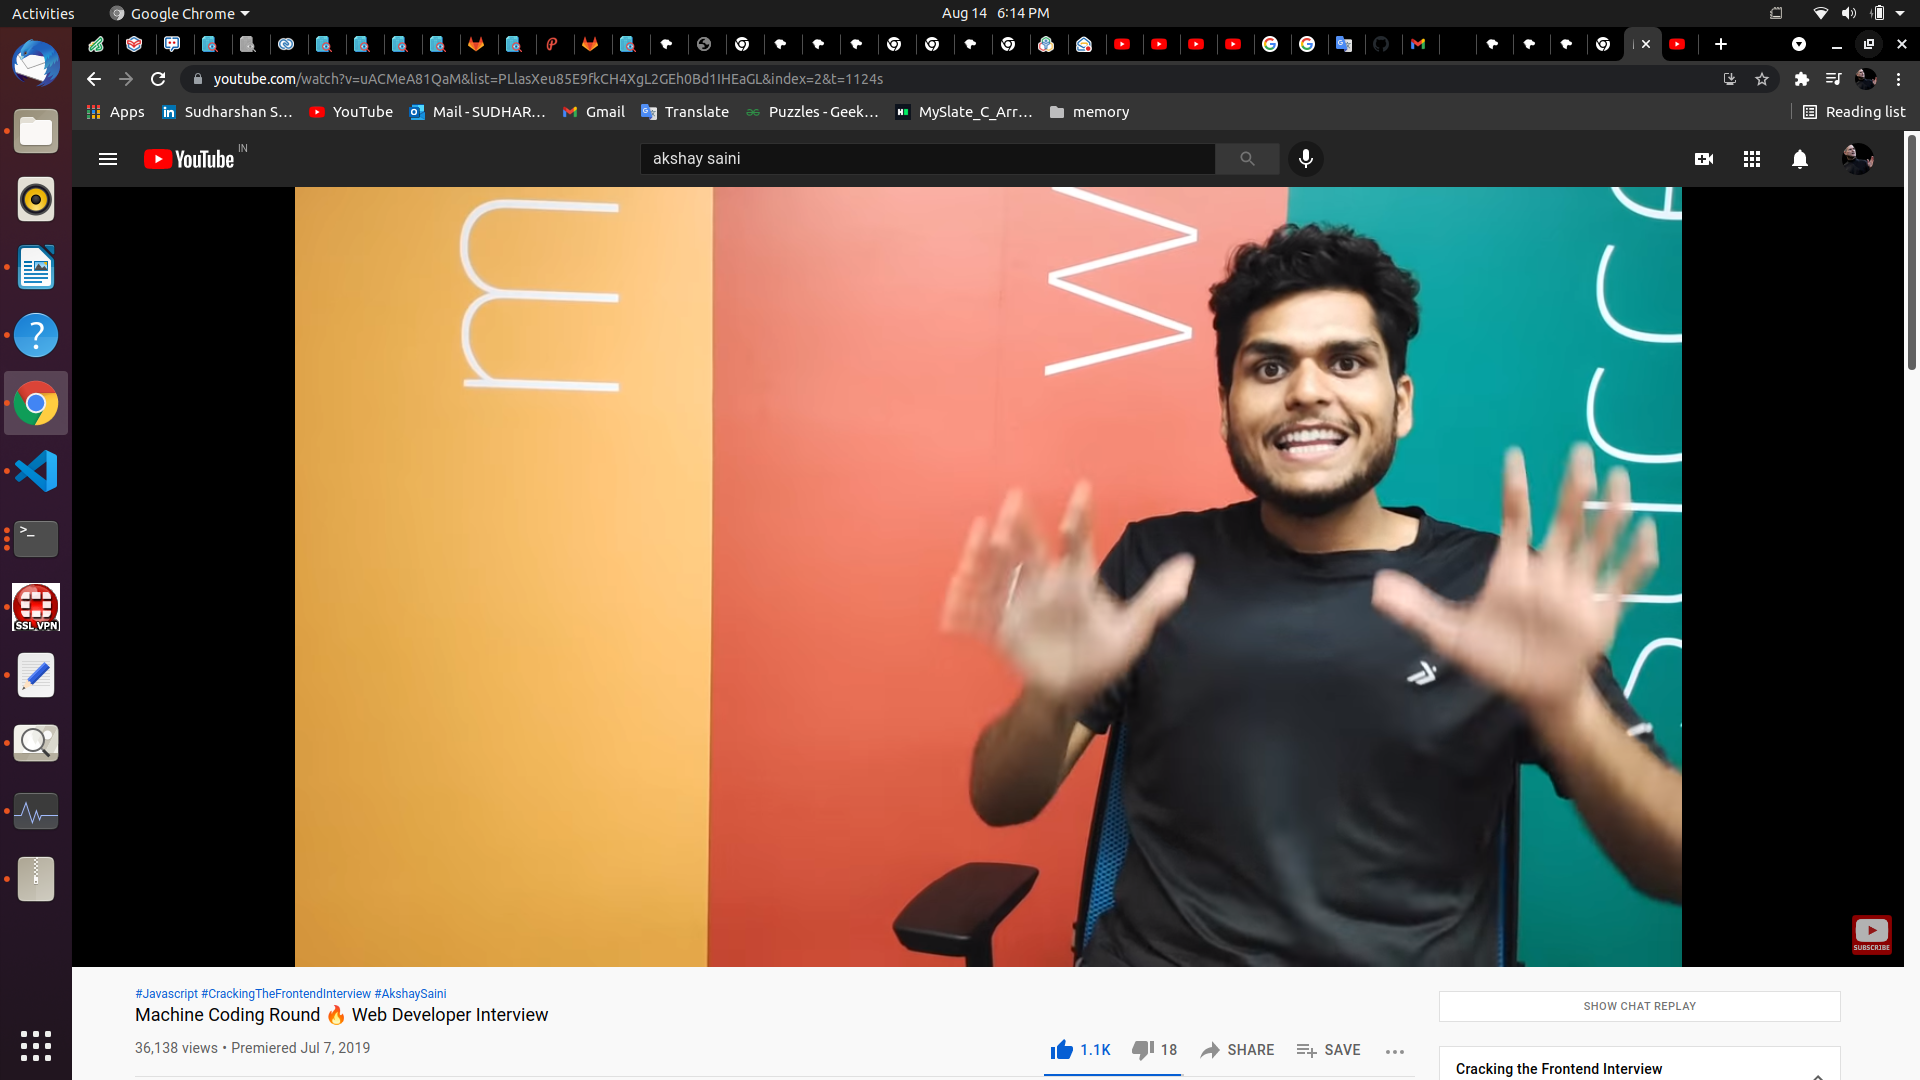 Activities
Google Chrome
Aug 14 6:14 PM
youtube.com/watch?v=uACMeA81QaM&list=PLlasXeu85E9fkCH4XgL2GEh0Bd1IHEaGL&index=2&t=1124s
Apps
Sudharshan S…
YouTube
Mail - SUDHAR…
Gmail
Translate
Puzzles - Geek…
MySlate_C_Arr…
memory
Reading list
YouTube IN
akshay saini
m
w
SUBSCRIBE
SSL VPN
#Javascript #CrackingTheFrontendInterview #AkshaySaini
Machine Coding Round 🔥 Web Developer Interview
36,138 views • Premiered Jul 7, 2019
1.1K
18
SHARE
SAVE
SHOW CHAT REPLAY
Cracking the Frontend Interview